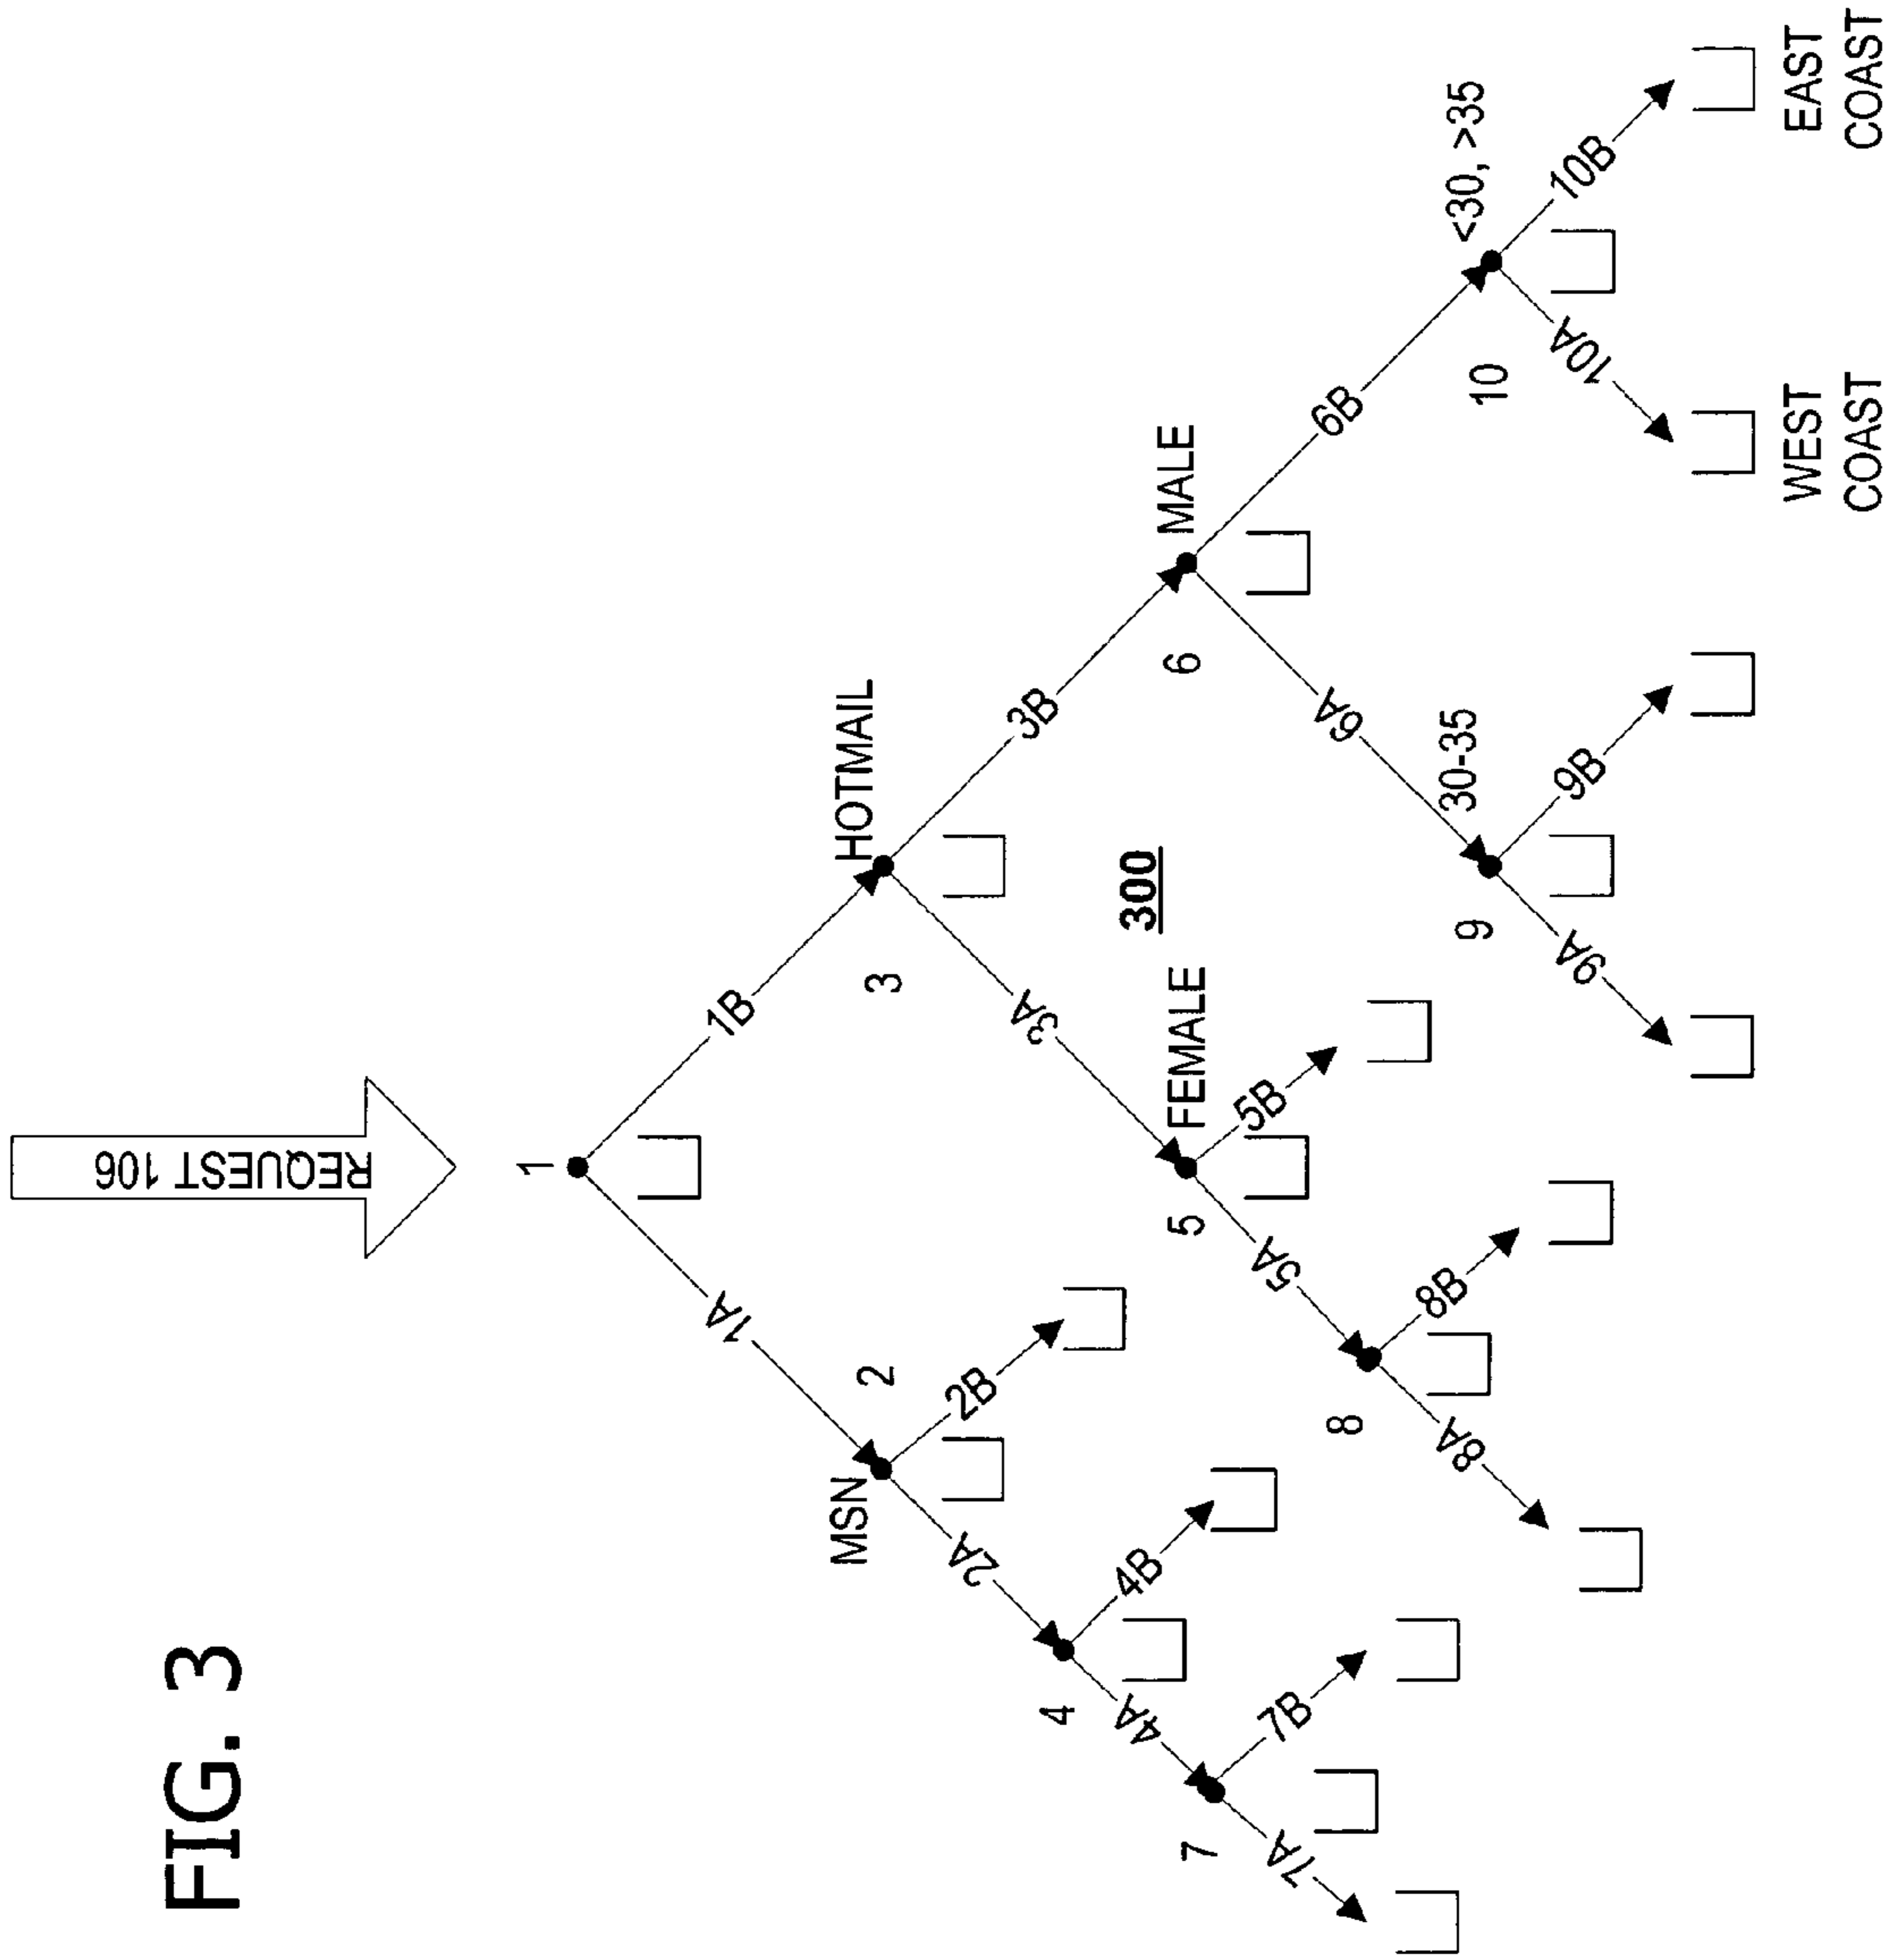 FIG. 3
REQUEST 106
1
1A
1B
MSN
2
HOTMAIL
3
2A
2B
3A
3B
300
4
4A
4B
5
FEMALE
5A
5B
6
MALE
6A
6B
7
7A
7B
8
8A
8B
9
30-35
9A
9B
10
<30, >35
10A
10B
WEST
COAST
EAST
COAST